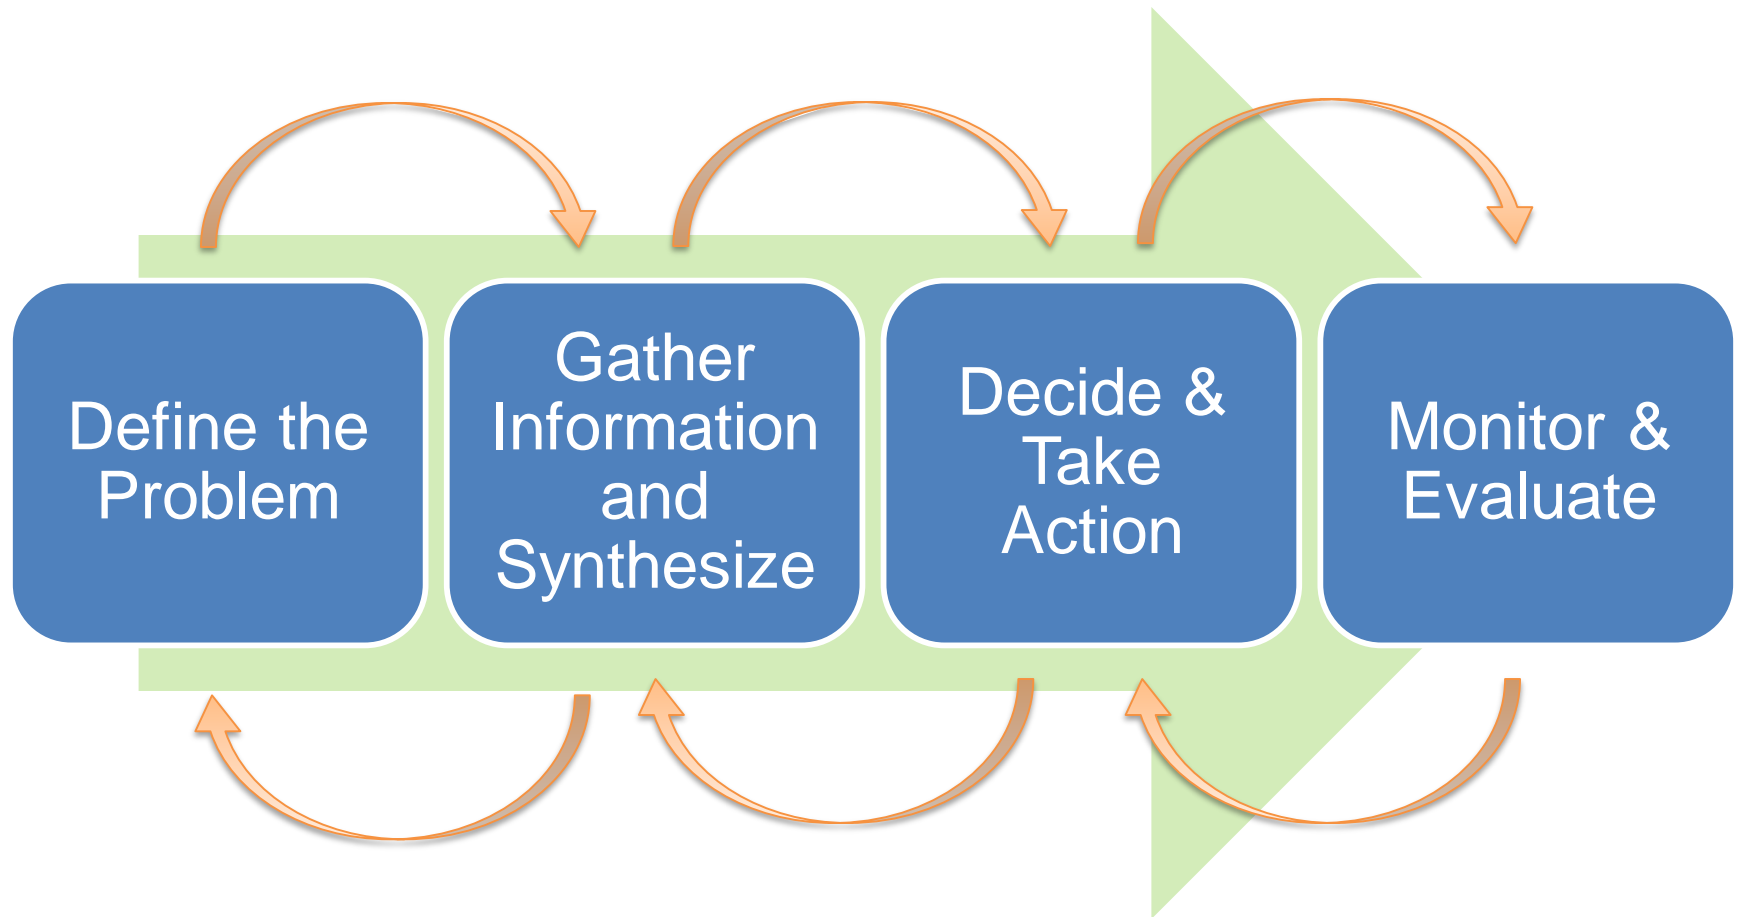 Define the
Problem
Gather
Information
and
Synthesize
Decide &
Take
Action
Monitor &
Evaluate